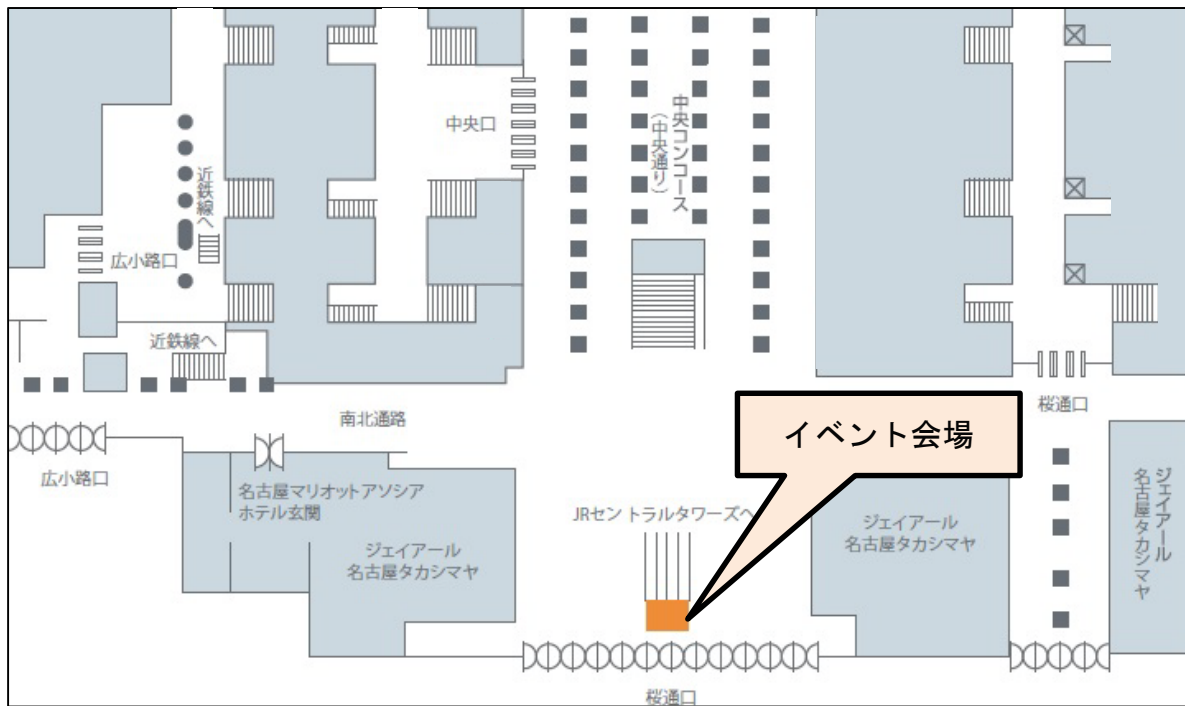 中央口
中央コンコース
（中央通り）
近鉄線へ
広小路口
近鉄線へ
南北通路
桜通口
イベント会場
広小路口
名古屋マリオットアソシア
ホテル玄関
JRセントラルタワーズへ
ジェイアール
名古屋タカシマヤ
ジェイアール
名古屋タカシマヤ
ジェイアール
名古屋タカシマヤ
桜通口